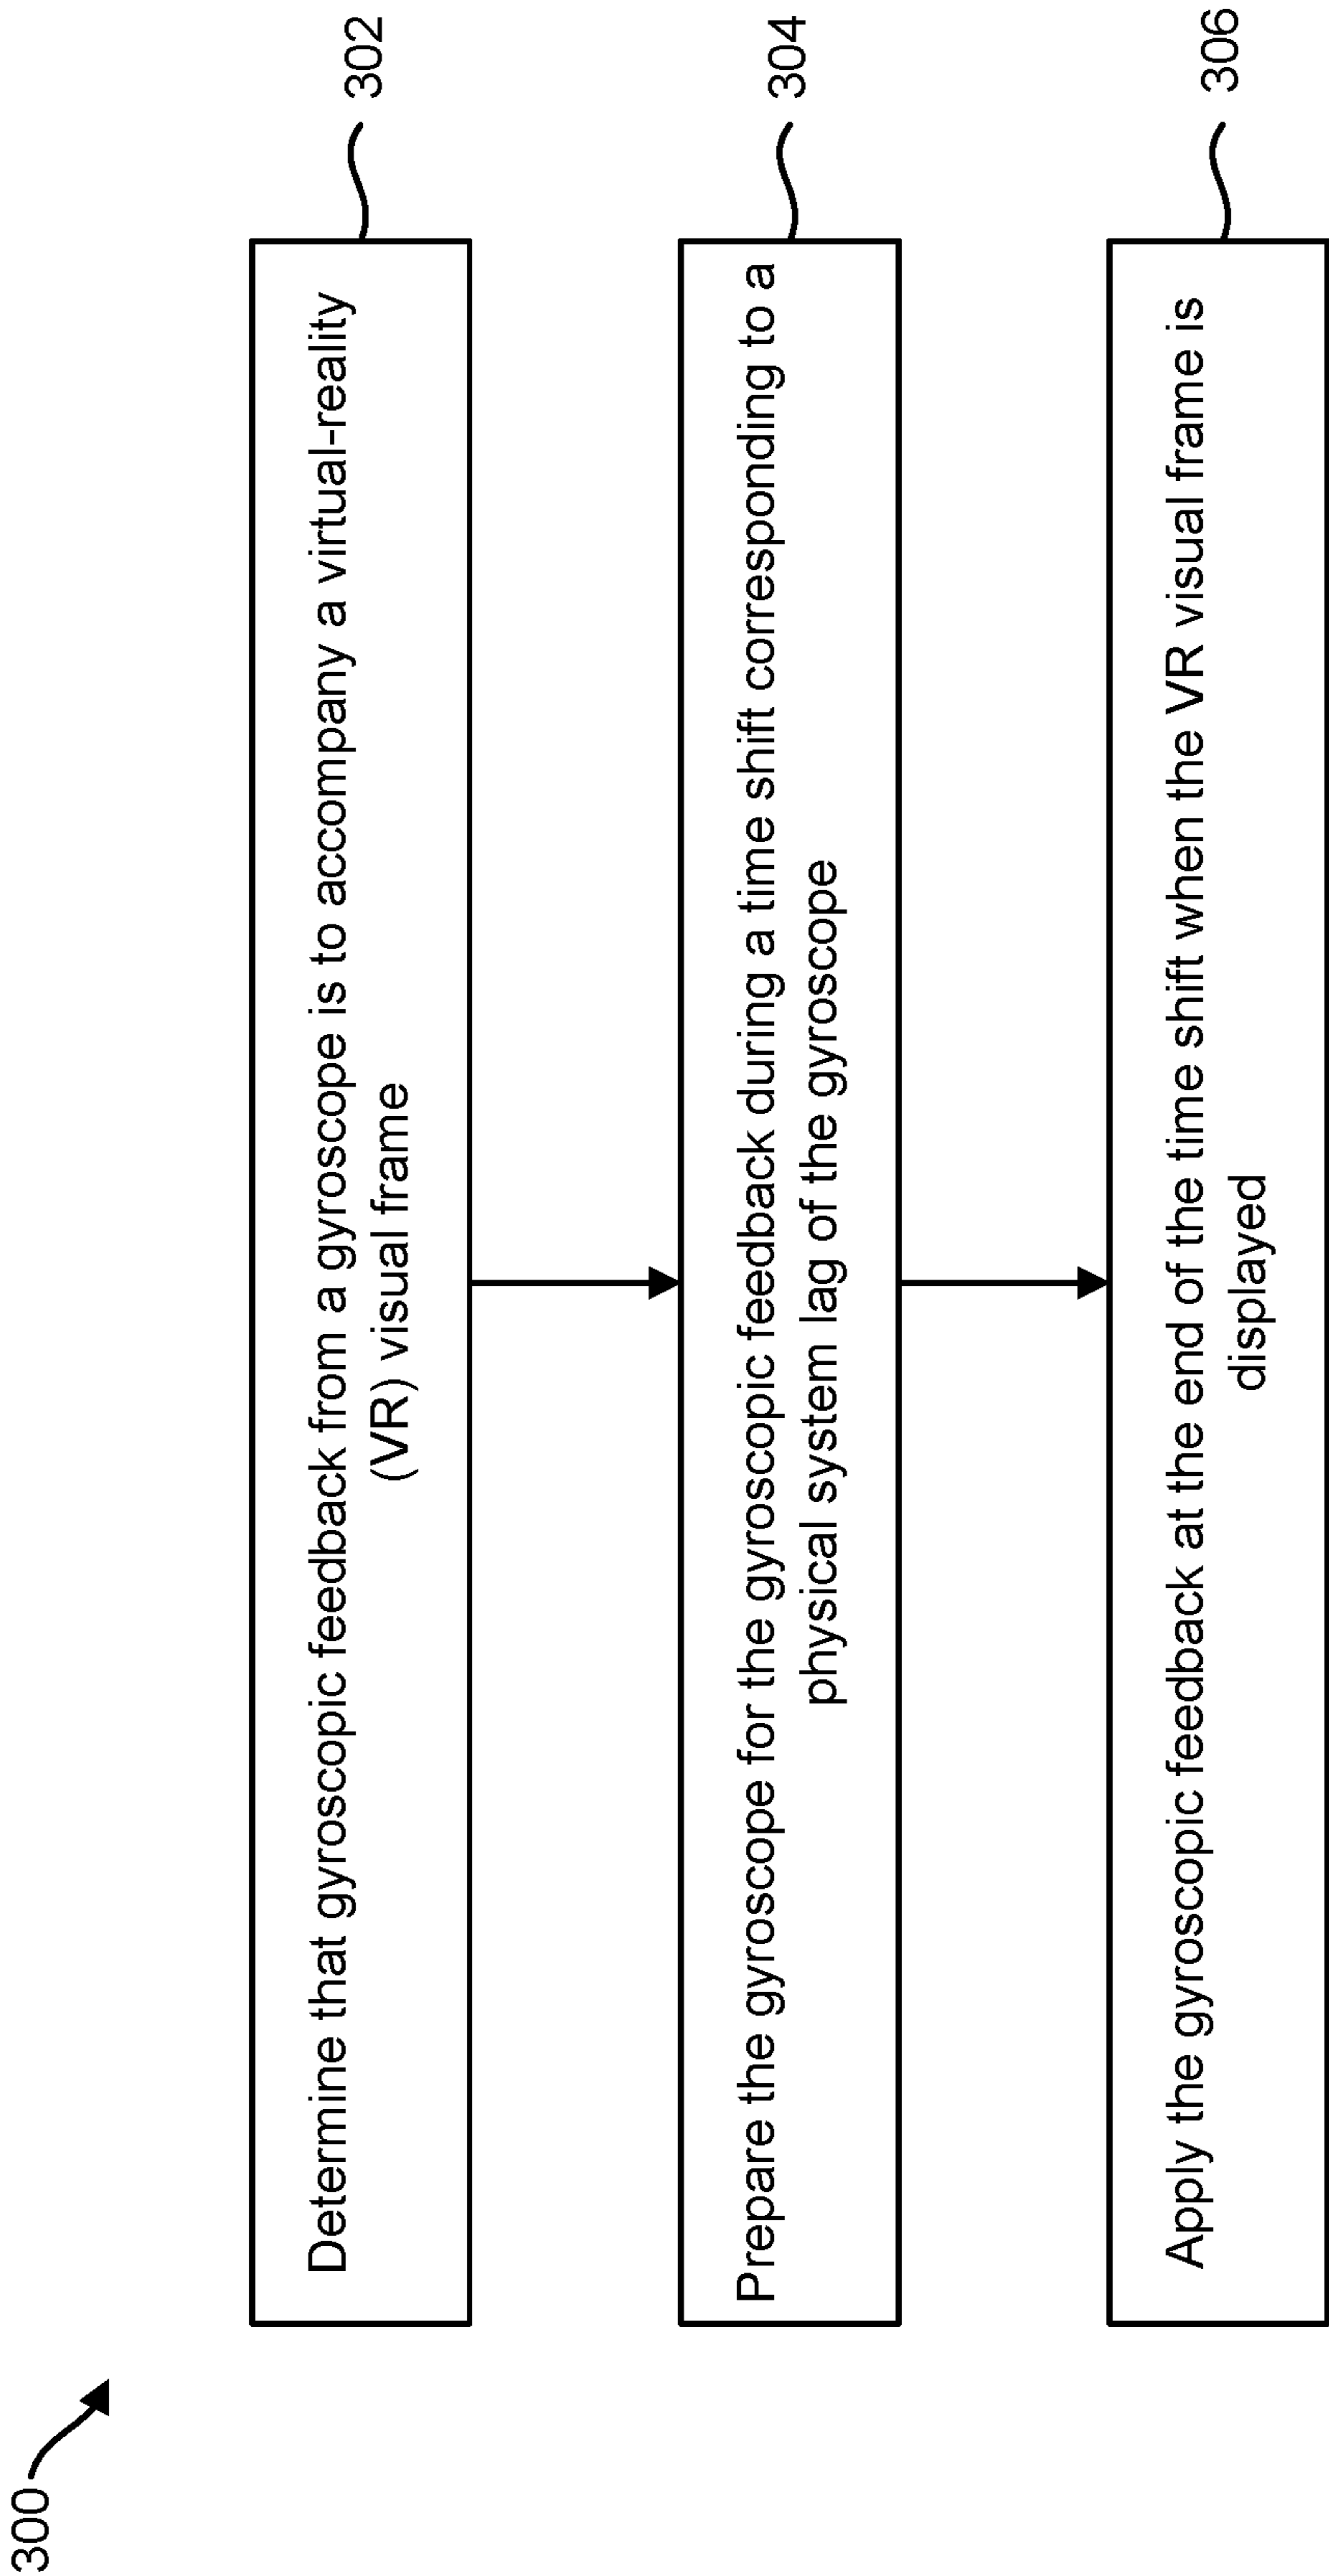 300
Determine that gyroscopic feedback from a gyroscope is to accompany a virtual-reality
(VR) visual frame
302
Prepare the gyroscope for the gyroscopic feedback during a time shift corresponding to a
physical system lag of the gyroscope
304
Apply the gyroscopic feedback at the end of the time shift when the VR visual frame is
displayed
306